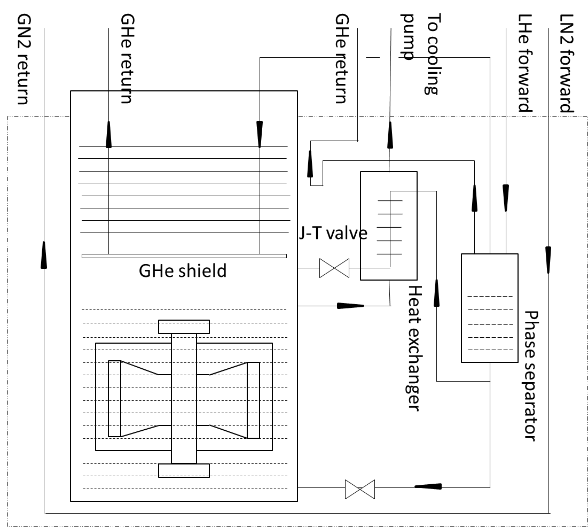 GN2 return
GHe return
GHe return
To cooling
pump
LHe forward
LN2 forward
J-T valve
GHe shield
Heat exchanger
Phase separator